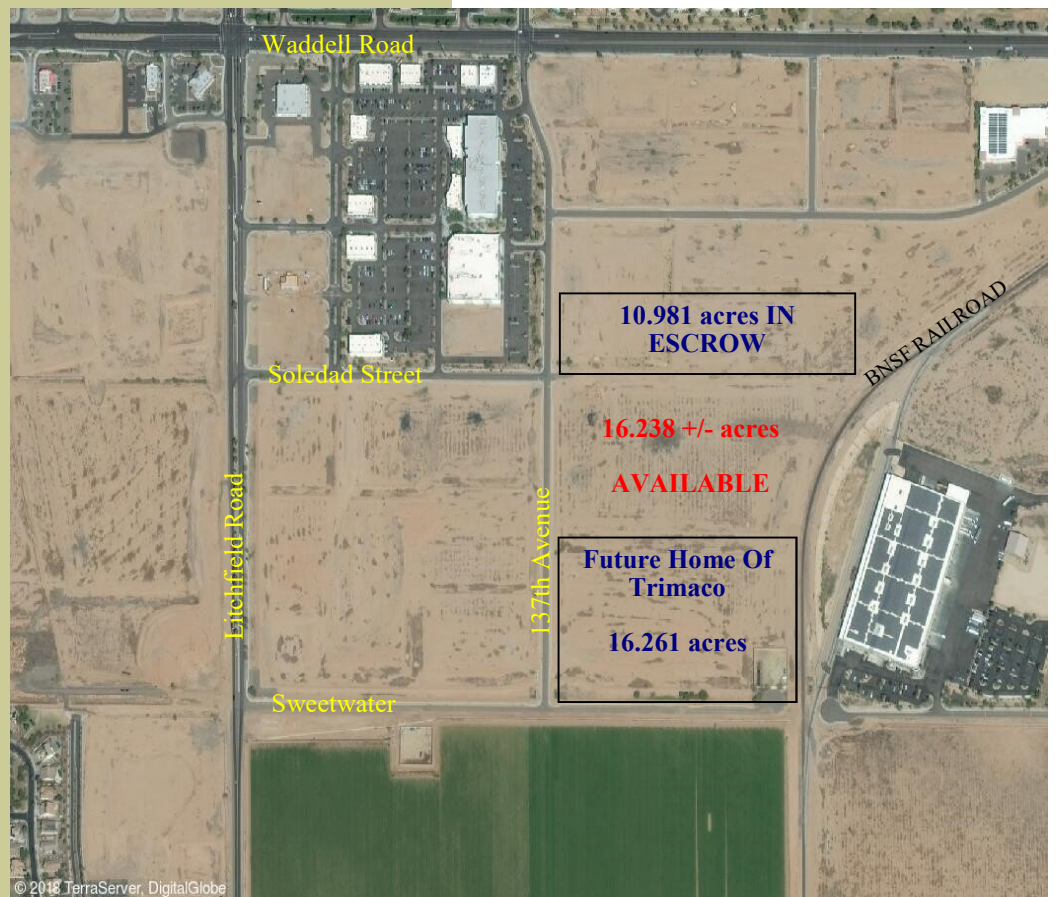 Waddell Road
10.981 acres IN
ESCROW
BNSF RAILROAD
Soledad Street
16.238 +/- acres
AVAILABLE
Litchfield Road
137th Avenue
Future Home Of
Trimaco
16.261 acres
Sweetwater
© 2018 TerraServer, DigitalGlobe